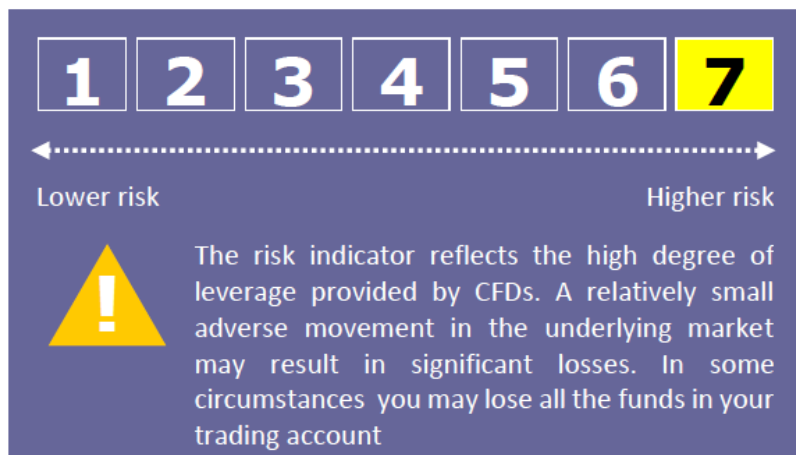 1 2 3 4 5 6 7
Lower risk Higher risk
!
The risk indicator reflects the high degree of
leverage provided by CFDs. A relatively small
adverse movement in the underlying market
may result in significant losses. In some
circumstances you may lose all the funds in your
trading account